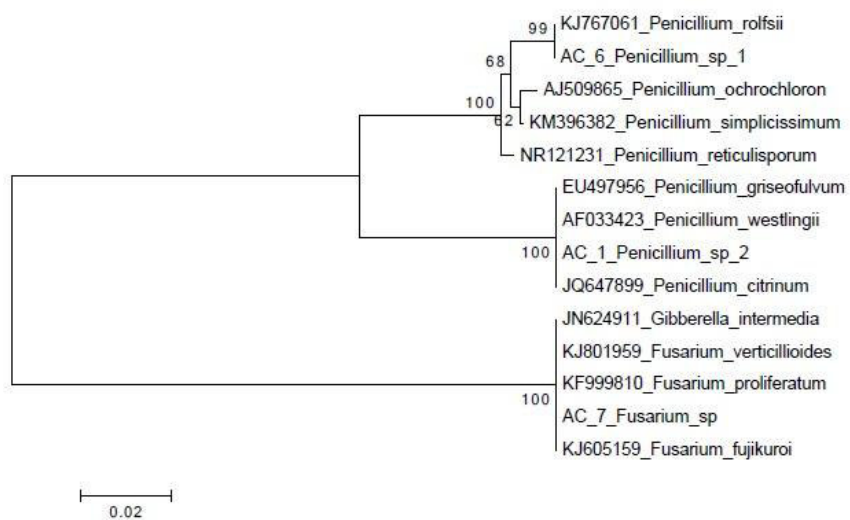 99
KJ767061_Penicillium_rolfsii
AC_6_Penicillium_sp_1
68
AJ509865_Penicillium_ochrochloron
100
62
KM396382_Penicillium_simplicissimum
NR121231_Penicillium_reticulisporum
EU497956_Penicillium_griseofulvum
AF033423_Penicillium_westlingii
100
AC_1_Penicillium_sp_2
JQ647899_Penicillium_citrinum
JN624911_Gibberella_intermedia
KJ801959_Fusarium_verticillioides
KF999810_Fusarium_proliferatum
100
AC_7_Fusarium_sp
KJ605159_Fusarium_fujikuroi
0.02